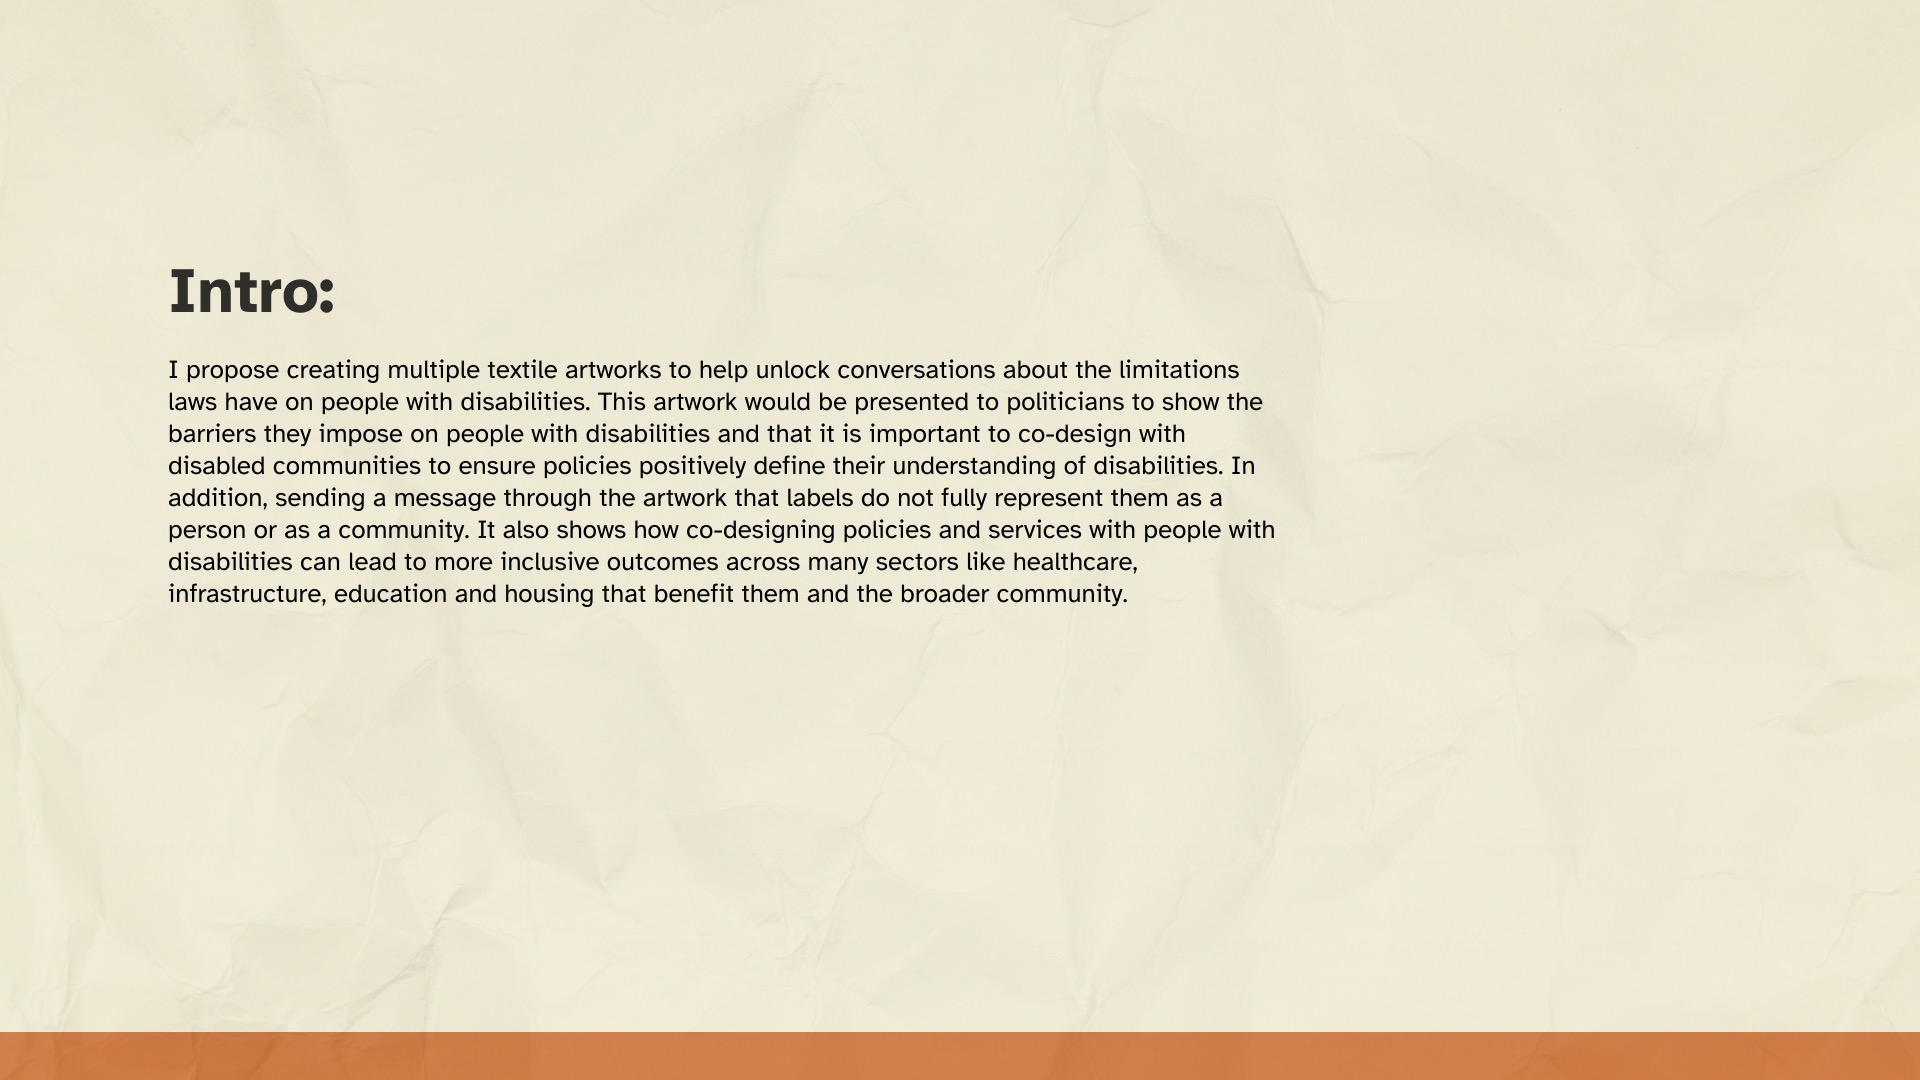 Intro:
I propose creating multiple textile artworks to help unlock conversations about the limitations
laws have on people with disabilities. This artwork would be presented to politicians to show the
barriers they impose on people with disabilities and that it is important to co-design with
disabled communities to ensure policies positively define their understanding of disabilities. In
addition, sending a message through the artwork that labels do not fully represent them as a
person or as a community. It also shows how co-designing policies and services with people with
disabilities can lead to more inclusive outcomes across many sectors like healthcare,
infrastructure, education and housing that benefit them and the broader community.